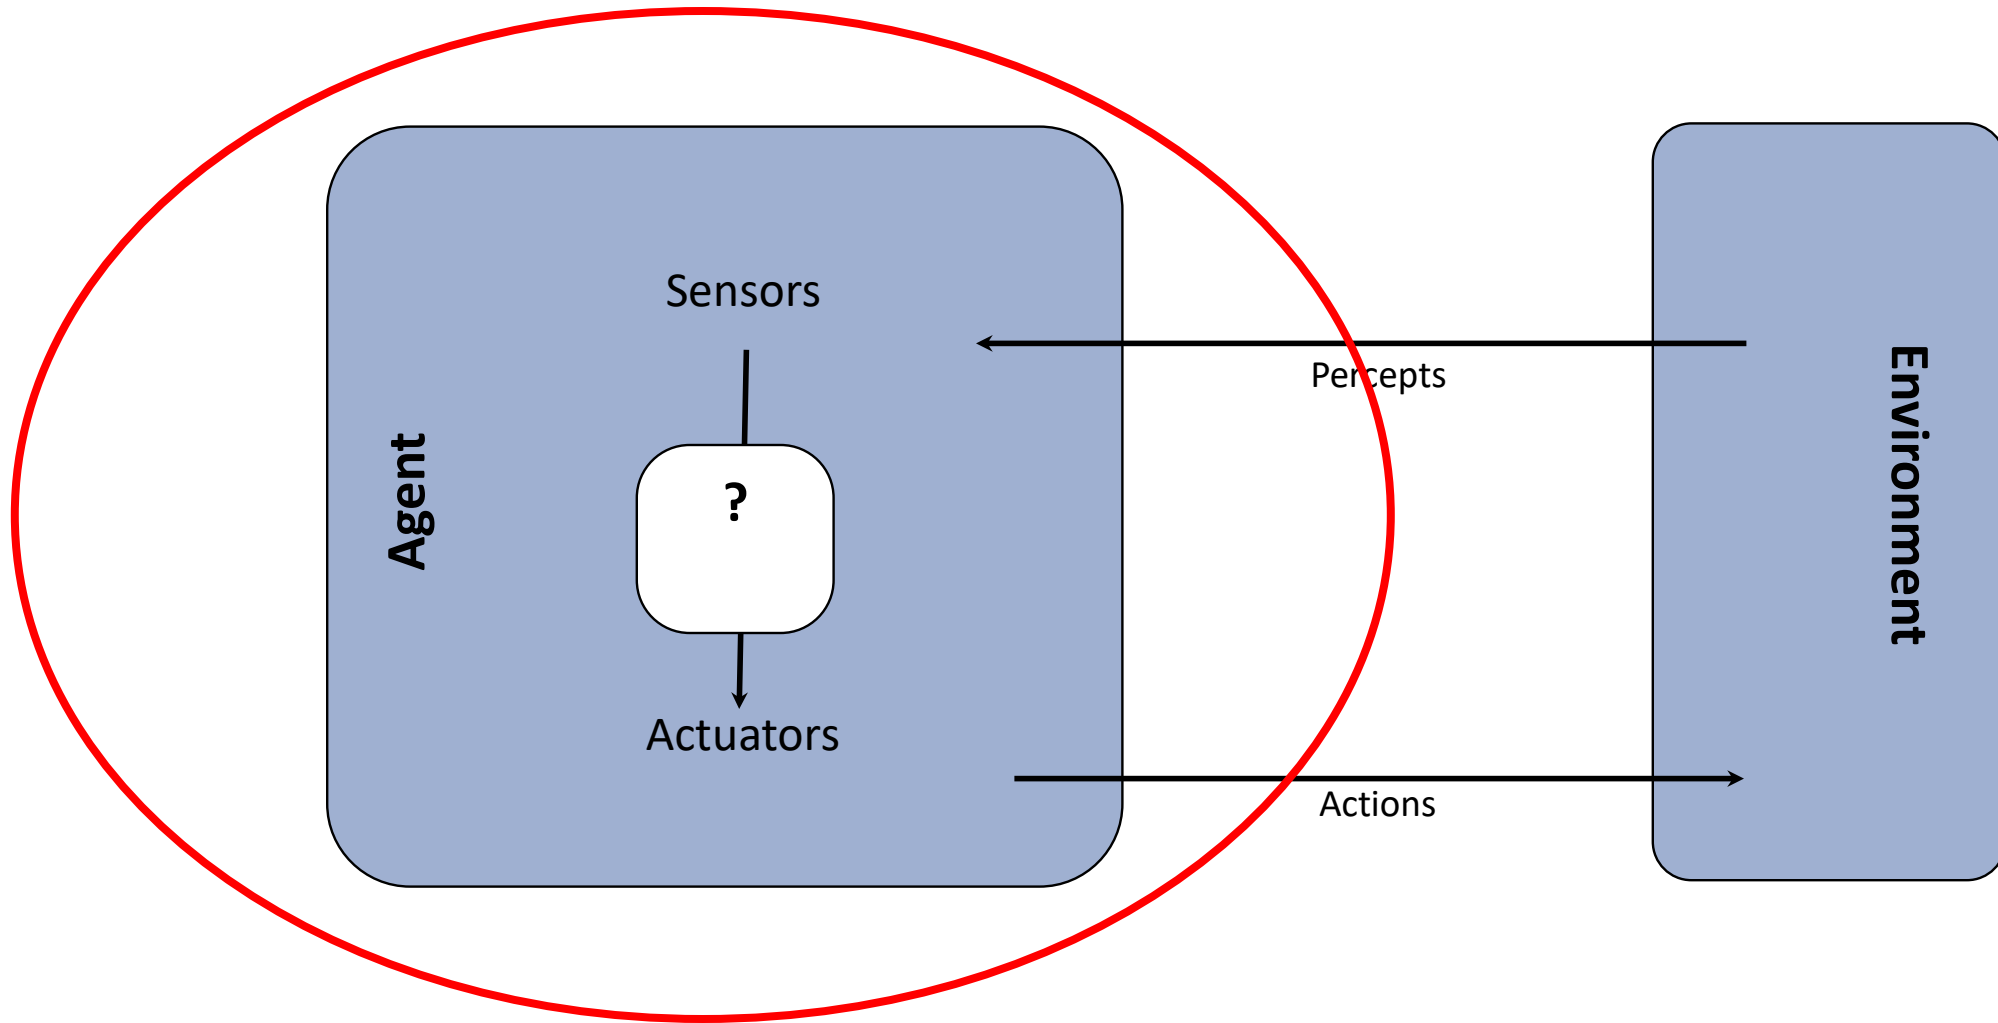 Sensors
Percepts
Agent
?
Environment
Actuators
Actions